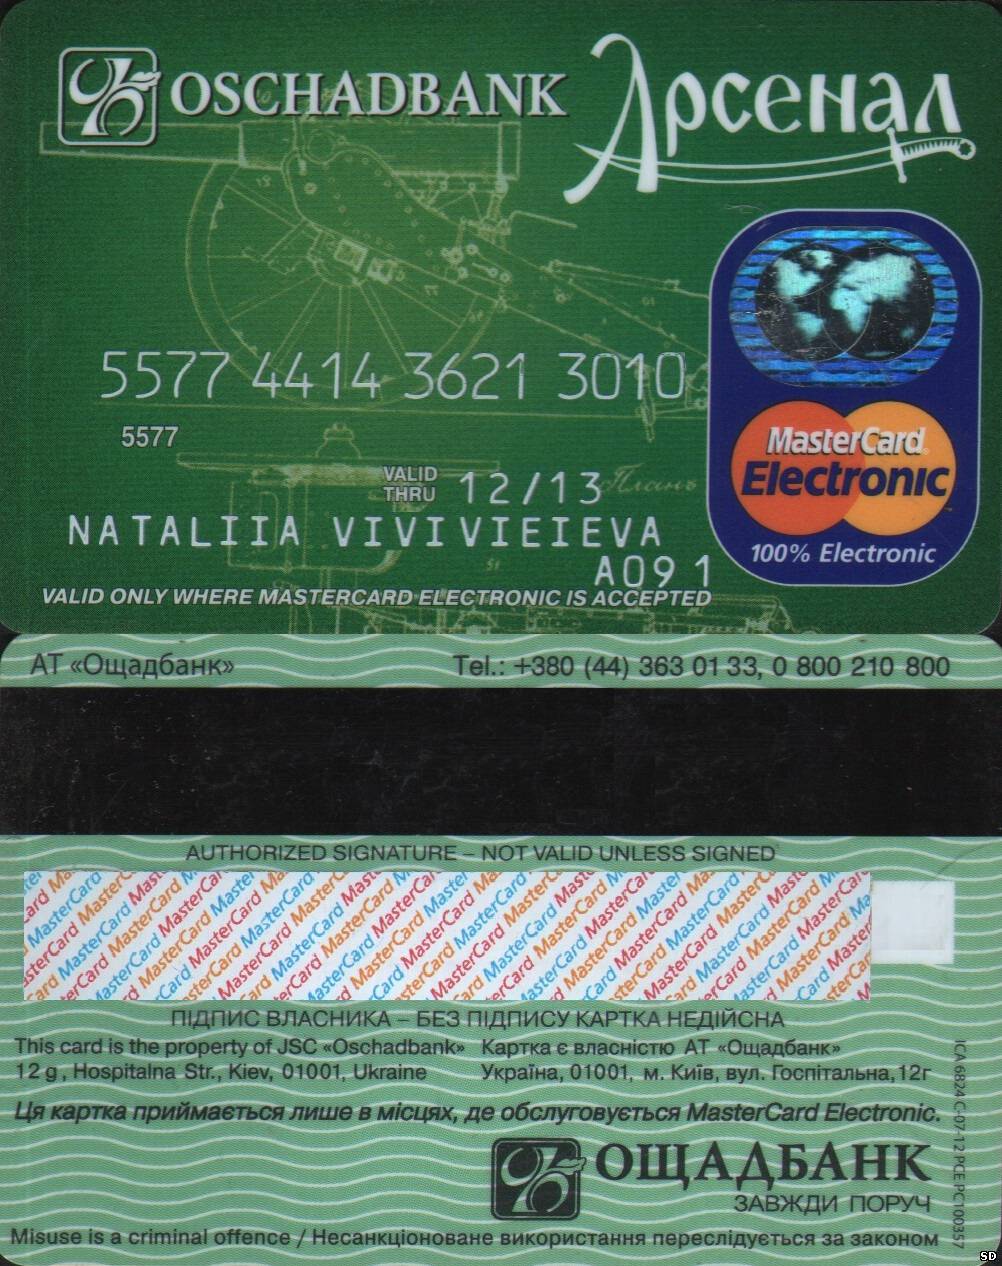 OSCHADBANK Арсенал
5577 4414 3621 3010
5577
MasterCard
Electronic
VALID THRU 12/13 Планъ
NATALIIA VIVIVIEIEVA
100% Electronic
A09 1
VALID ONLY WHERE MASTERCARD ELECTRONIC IS ACCEPTED
АТ «Ощадбанк» Tel.: +380 (44) 363 01 33, 0 800 210 800
AUTHORIZED SIGNATURE – NOT VALID UNLESS SIGNED
MasterCard MasterCard MasterCard
ПІДПИС ВЛАСНИКА – БЕЗ ПІДПИСУ КАРТКА НЕДІЙСНА
This card is the property of JSC «Oschadbank» Картка є власністю АТ «Ощадбанк»
12 g , Hospitalna Str., Kiev, 01001, Ukraine Україна, 01001, м. Київ, вул. Госпітальна, 12г
Ця картка приймається лише в місцях, де обслуговується MasterCard Electronic.
ICA 6824 C-07-12 PCE PC100357
ОЩАДБАНК
ЗАВЖДИ ПОРУЧ
Misuse is a criminal offence / Несанкціоноване використання переслідується за законом
SD